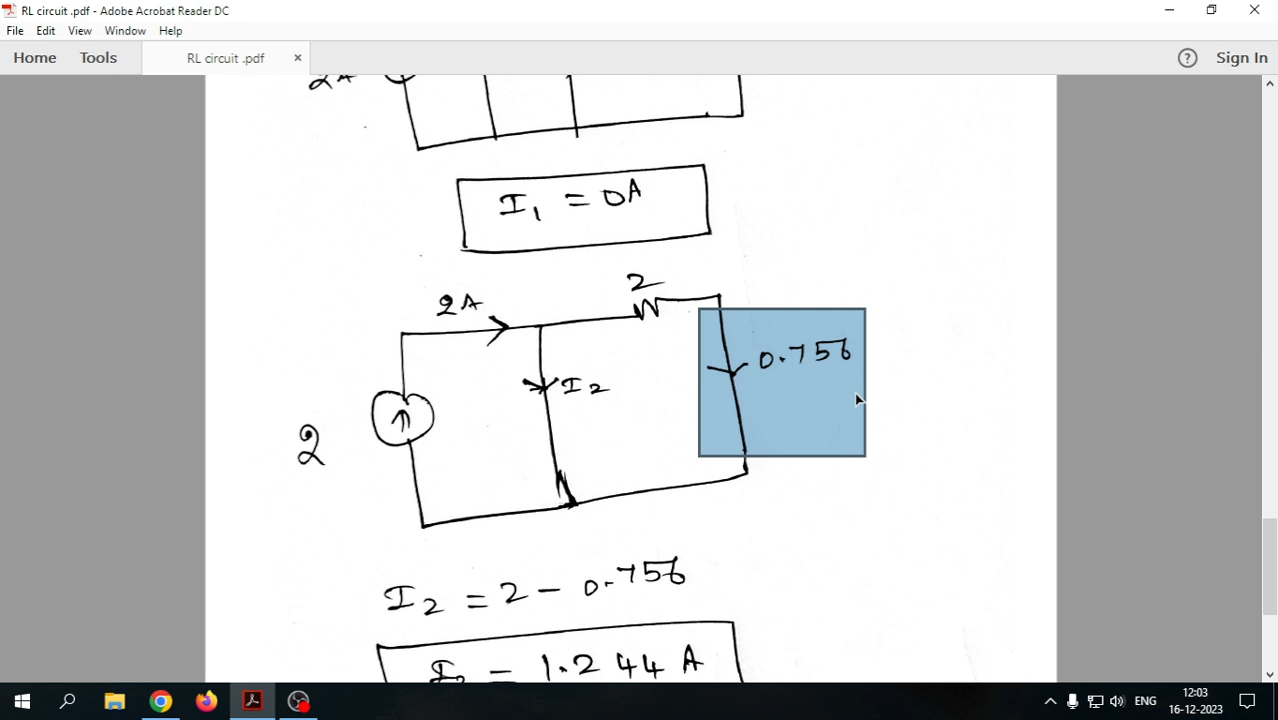 RL circuit .pdf - Adobe Acrobat Reader DC
File Edit View Window Help
Home Tools RL circuit .pdf × ? Sign In
2A
I1 = 0A
2
2A
0.756
I2
2
I2 = 2 - 0.756
= 1.244 A
ENG
12:03
16-12-2023